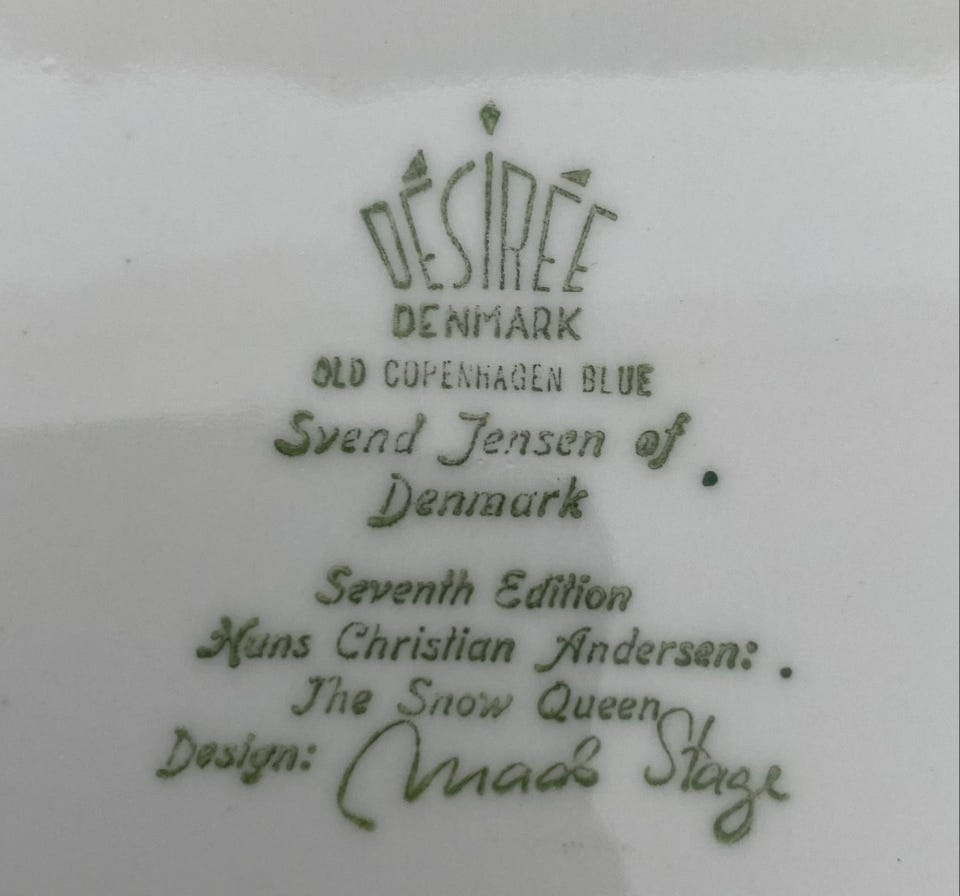 DÉSIRÉE
DENMARK
OLD COPENHAGEN BLUE
Svend Jensen of
Denmark
Seventh Edition
Hans Christian Andersen:
The Snow Queen
Design: Mads Stage